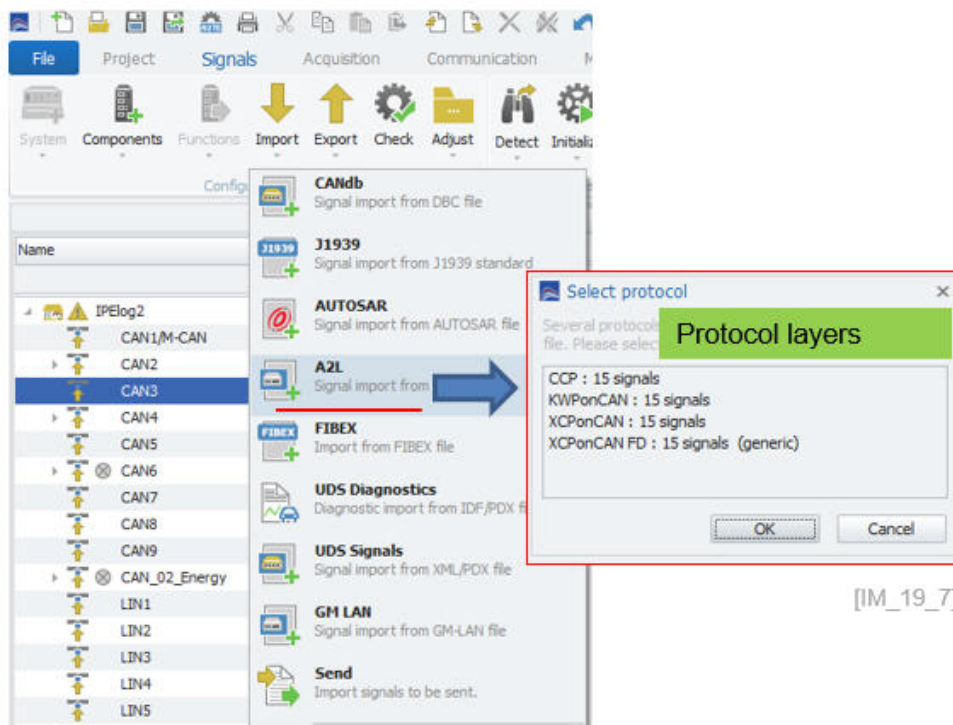 File Project Signals Acquisition Communication
System Components Functions Import Export Check Adjust Detect
Name
IPElog2
CAN1/M-CAN
CAN2
CAN3
CAN4
CAN5
CAN6
CAN7
CAN8
CAN9
CAN_02_Energy
LIN1
LIN2
LIN3
LIN4
LIN5
CANdb
Signal import from DBC file
J1939
Signal import from J1939 standard
AUTOSAR
Signal import from AUTOSAR file
A2L
Signal import from
FIBEX
Import from FIBEX file
UDS Diagnostics
Diagnostic import from IDF/PDX
UDS Signals
Signal import from XML/PDX file
GM LAN
Signal import from GM-LAN file
Send
Import signals to be sent.
Select protocol
Several protocols
file. Please select
Protocol layers
CCP : 15 signals
KWPonCAN : 15 signals
XCPonCAN : 15 signals
XCPonCAN FD : 15 signals (generic)
OK Cancel
[IM_19_7]